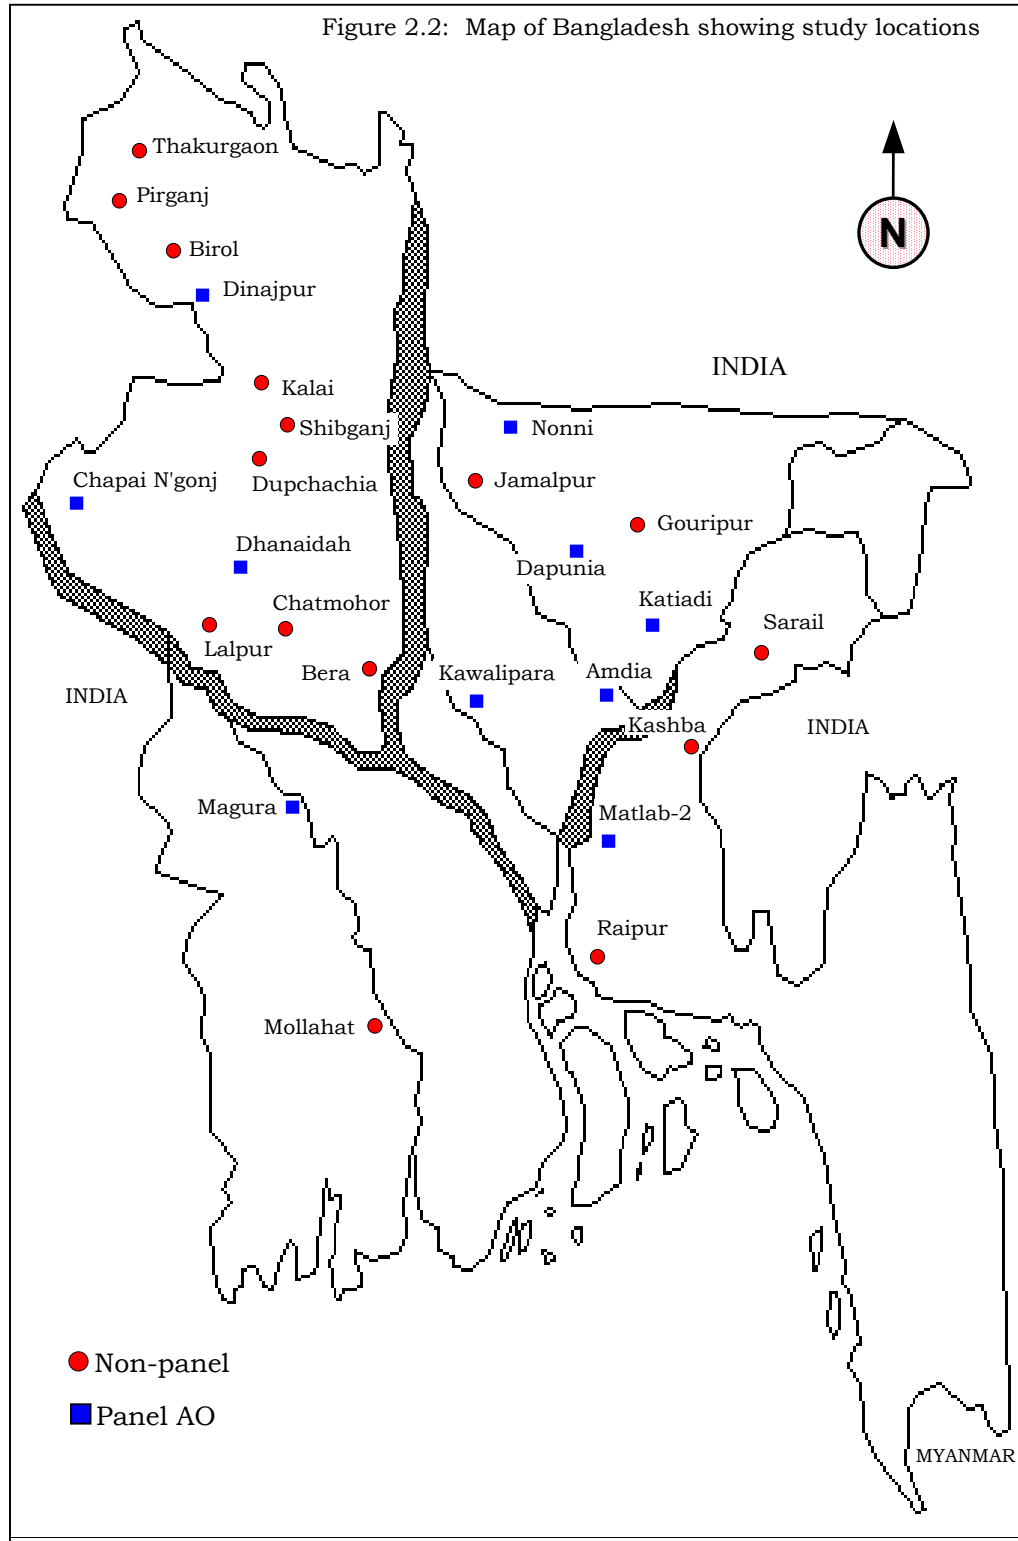 Figure 2.2: Map of Bangladesh showing study locations
Thakurgaon
Pirganj
N
Birol
Dinajpur
INDIA
Kalai
Shibganj
Nonni
Chapai N'gonj
Dupchachia
Jamalpur
Gouripur
Dhanaidah
Dapunia
Chatmohor
Katiadi
Sarail
Lalpur
Bera
Kawalipara
Amdia
INDIA
Kashba
INDIA
Magura
Matlab-2
Raipur
Mollahat
Non-panel
Panel AO
MYANMAR